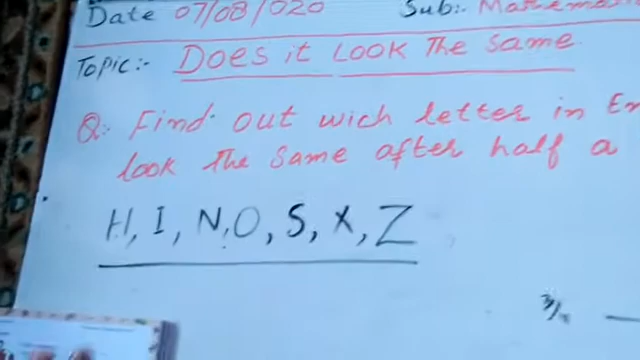 Date 07/08/020 Sub:-
Topic:- Does it Look The Same
Q:- Find out wich letter in
look the same after half a
H, I, N, O, S, X, Z